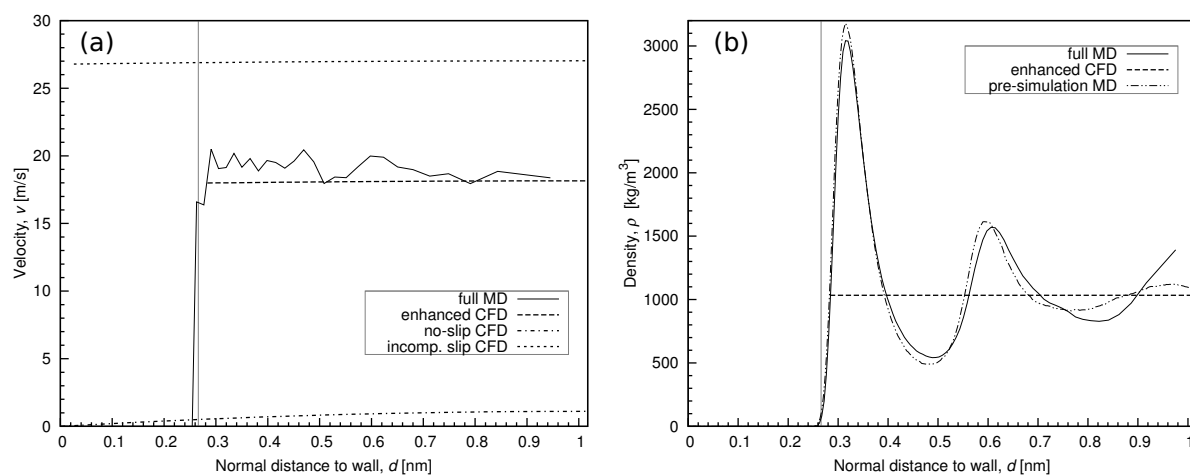 (a)
Velocity, v [m/s]
30
25
20
15
10
5
0
full MD
enhanced CFD
no-slip CFD
incomp. slip CFD
0 0.1 0.2 0.3 0.4 0.5 0.6 0.7 0.8 0.9 1
Normal distance to wall, d [nm]
(b)
Density, ρ [kg/m³]
3000
2500
2000
1500
1000
500
0
full MD
enhanced CFD
pre-simulation MD
0 0.1 0.2 0.3 0.4 0.5 0.6 0.7 0.8 0.9 1
Normal distance to wall, d [nm]